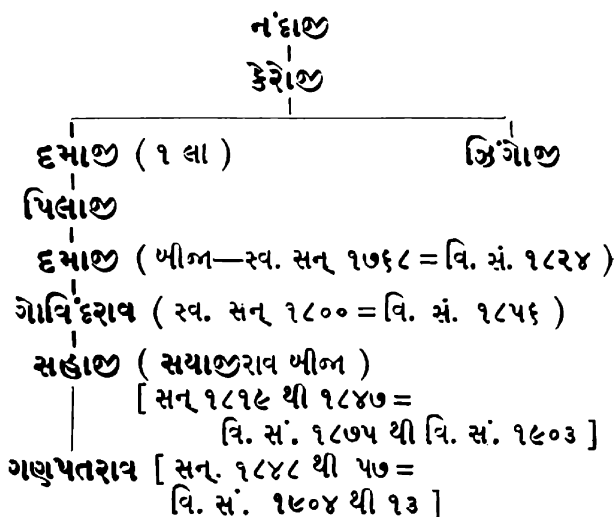 નંદાજી
કેરોજી
દમાજી ( ૧ લા ) ઝિંગોજી
પિલાજી
દમાજી ( બીજા—સ્વ. સન્ ૧૭૬૮ = વિ. સં. ૧૮૨૪ )
ગોવિંદરાવ ( સ્વ. સન્ ૧૮૦૦ = વિ. સં. ૧૮૫૬ )
સહાજી ( સયાજીરાવ બીજા )
[ સન્ ૧૮૧૯ થી ૧૮૪૭ =
વિ. સં. ૧૮૭૫ થી વિ. સં. ૧૯૦૩ ]
ગણપતરાવ [ સન્. ૧૮૪૮ થી ૫૭ =
વિ. સં. ૧૯૦૪ થી ૧૩ ]